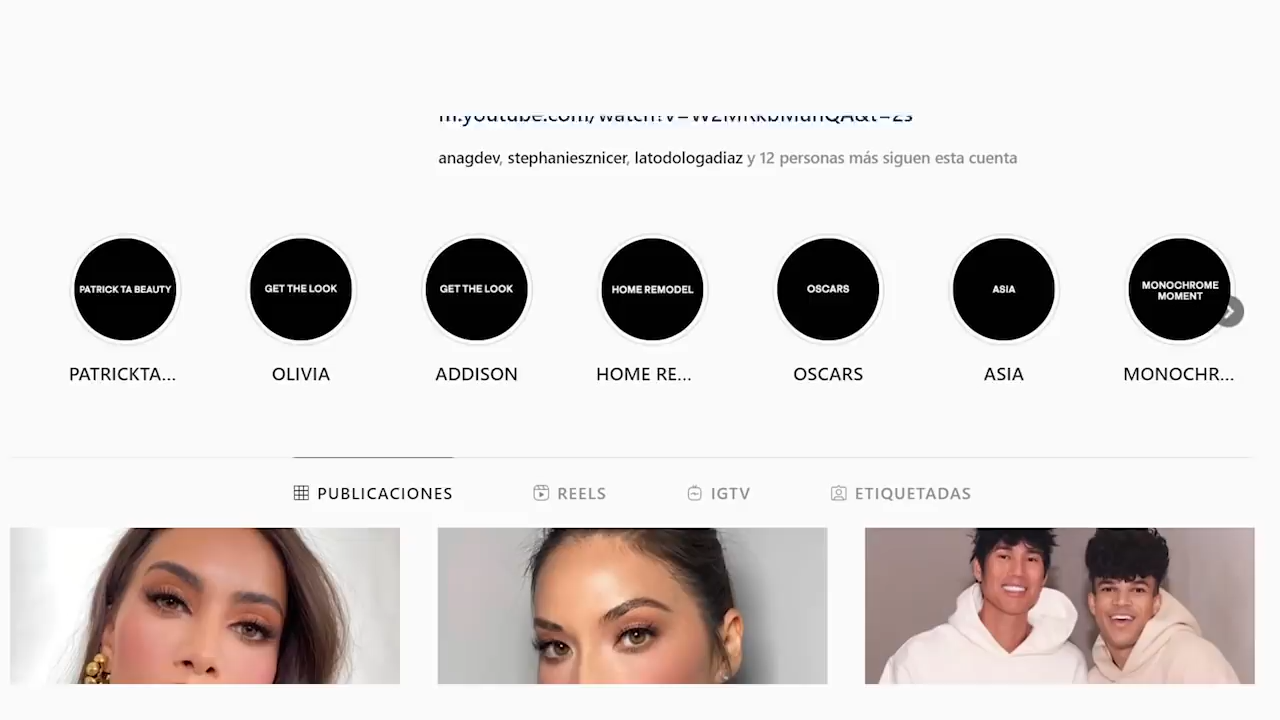 anagdev, stephaniesznicer, latodologadiaz y 12 personas más siguen esta cuenta
PATRICK TA BEAUTY
GET THE LOOK
GET THE LOOK
HOME REMODEL
OSCARS
ASIA
MONOCHROME
MOMENT
PATRICKTA...
OLIVIA
ADDISON
HOME RE...
OSCARS
ASIA
MONOCHR...
PUBLICACIONES
REELS
IGTV
ETIQUETADAS